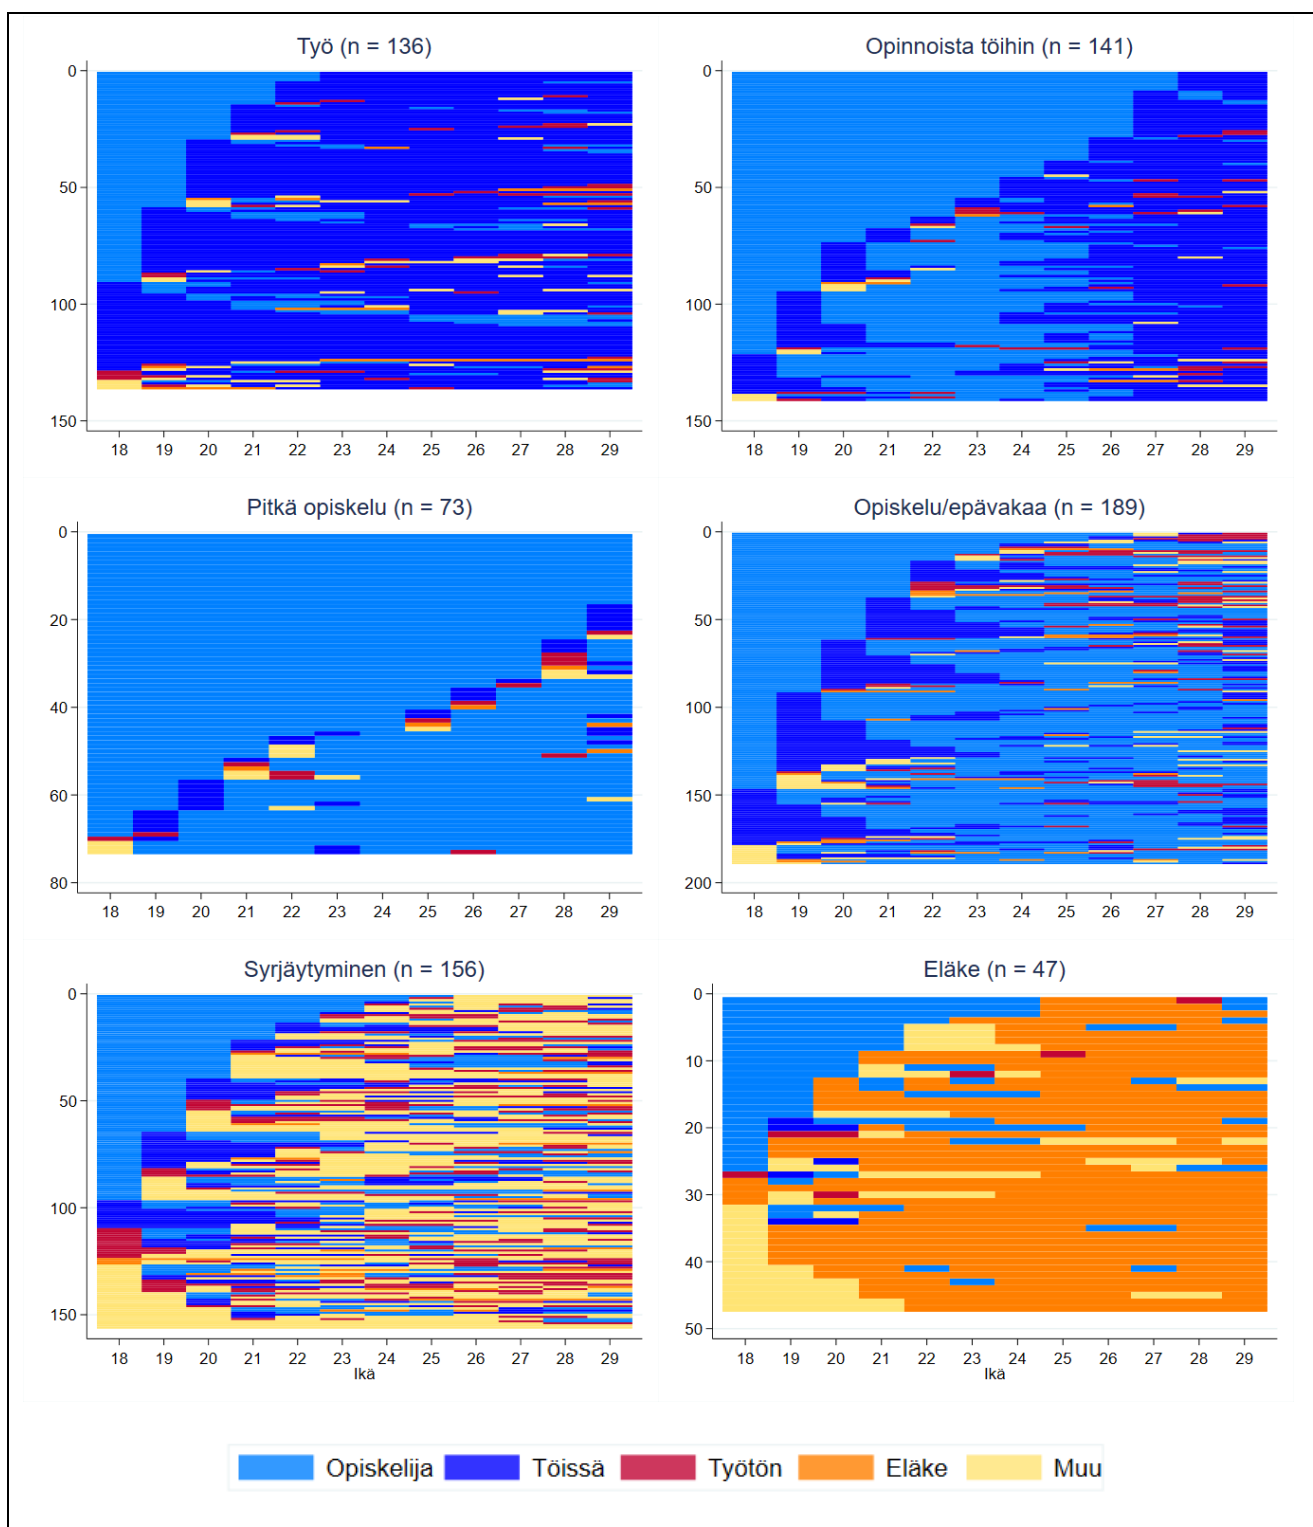 Työ (n = 136)
0
50
100
150
18 19 20 21 22 23 24 25 26 27 28 29
Opinnoista töihin (n = 141)
0
50
100
150
18 19 20 21 22 23 24 25 26 27 28 29
Pitkä opiskelu (n = 73)
0
20
40
60
80
18 19 20 21 22 23 24 25 26 27 28 29
Opiskelu/epävakaa (n = 189)
0
50
100
150
200
18 19 20 21 22 23 24 25 26 27 28 29
Syrjäytyminen (n = 156)
0
50
100
150
18 19 20 21 22 23 24 25 26 27 28 29
Ikä
Eläke (n = 47)
0
10
20
30
40
50
18 19 20 21 22 23 24 25 26 27 28 29
Ikä
Opiskelija Töissä Työtön Eläke Muu